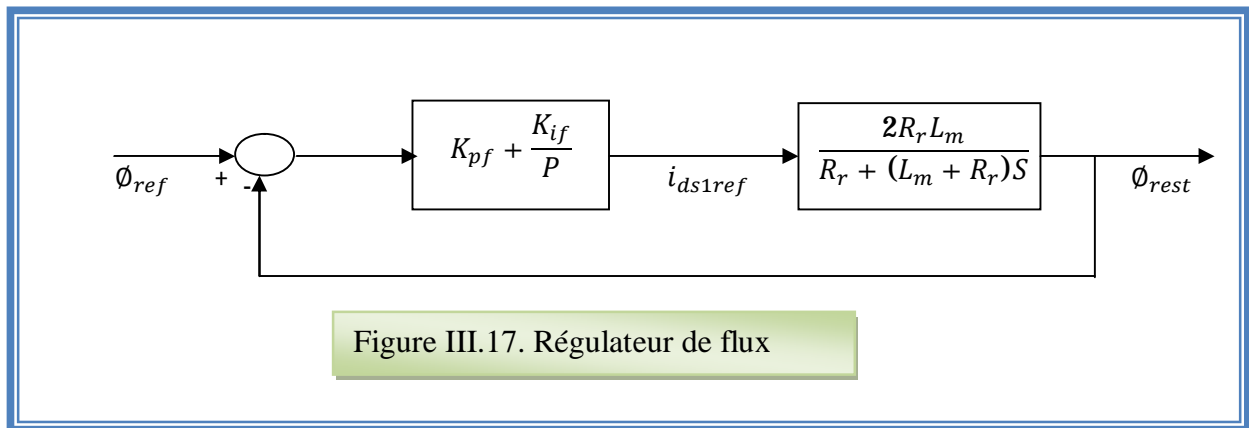 ∅ref
+
-
Kpf + Kif/P
ids1ref
2RrLm
Rr + (Lm + Rr)S
∅rest
Figure III.17. Régulateur de flux